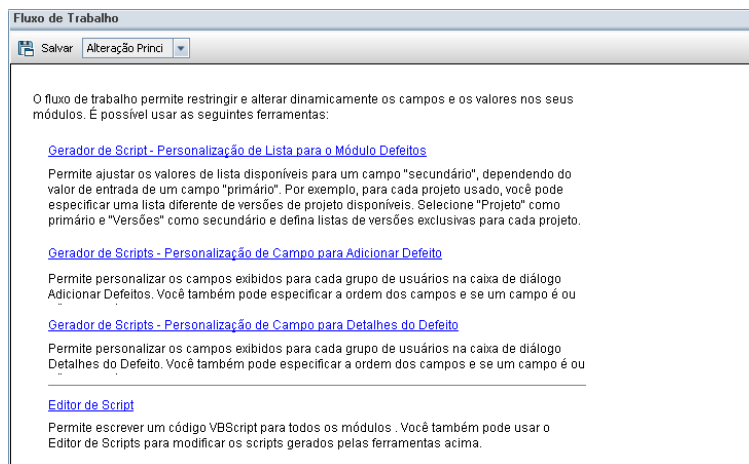 Fluxo de Trabalho
Salvar Alteração Princi
O fluxo de trabalho permite restringir e alterar dinamicamente os campos e os valores nos seus
módulos. É possível usar as seguintes ferramentas:
Gerador de Script - Personalização de Lista para o Módulo Defeitos
Permite ajustar os valores de lista disponíveis para um campo "secundário", dependendo do
valor de entrada de um campo "primário". Por exemplo, para cada projeto usado, você pode
especificar uma lista diferente de versões de projeto disponíveis. Selecione "Projeto" como
primário e "Versões" como secundário e defina listas de versões exclusivas para cada projeto.
Gerador de Scripts - Personalização de Campo para Adicionar Defeito
Permite personalizar os campos exibidos para cada grupo de usuários na caixa de diálogo
Adicionar Defeitos. Você também pode especificar a ordem dos campos e se um campo é ou
Gerador de Scripts - Personalização de Campo para Detalhes do Defeito
Permite personalizar os campos exibidos para cada grupo de usuários na caixa de diálogo
Detalhes do Defeito. Você também pode especificar a ordem dos campos e se um campo é ou
Editor de Script
Permite escrever um código VBScript para todos os módulos . Você também pode usar o
Editor de Scripts para modificar os scripts gerados pelas ferramentas acima.